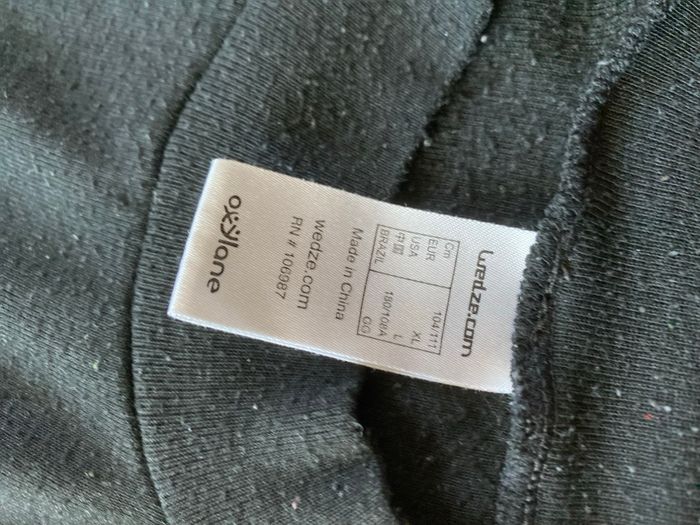 wedze.com
Cm 104/111
EUR XL
USA L
中国 180/108A
BRAZIL GG
Made in China
wedze.com
RN # 106987
oxylane